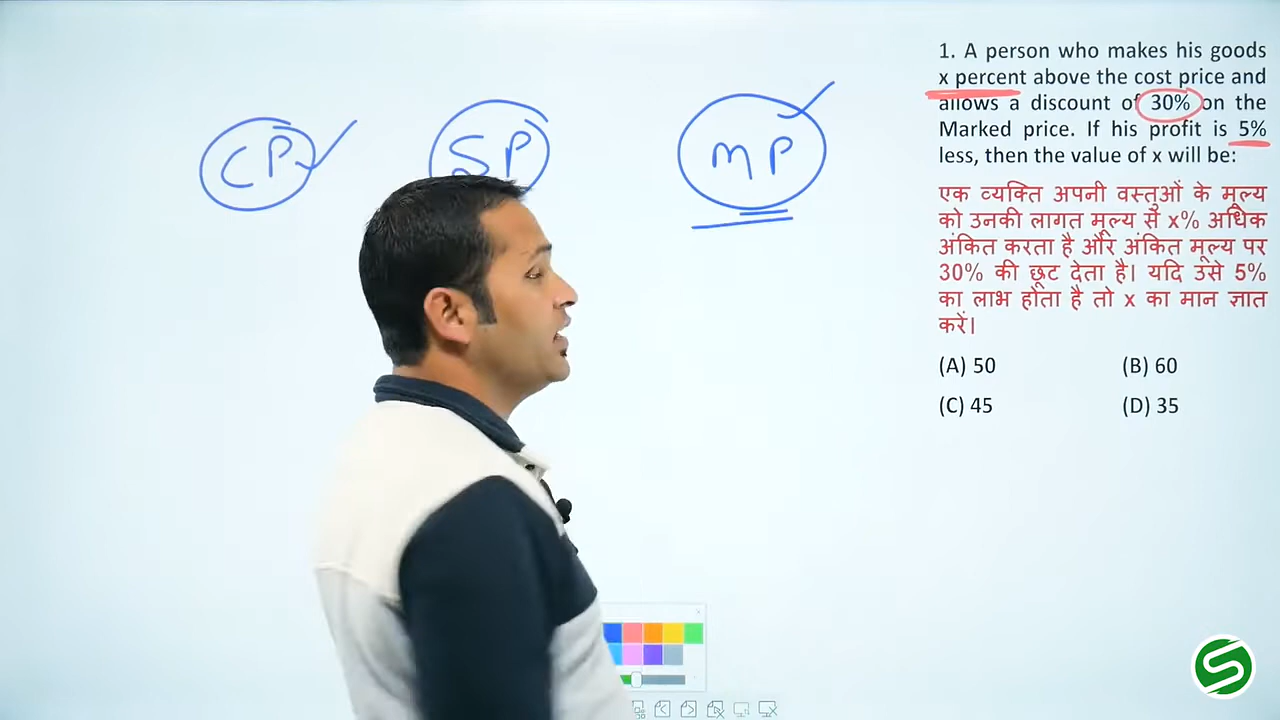 CP
SP
MP
1. A person who makes his goods
x percent above the cost price and
allows a discount of 30% on the
Marked price. If his profit is 5%
less, then the value of x will be:
एक व्यक्ति अपनी वस्तुओं के मूल्य
को उनकी लागत मूल्य से x% अधिक
अंकित करता है और अंकित मूल्य पर
30% की छूट देता है। यदि उसे 5%
का लाभ होता है तो x का मान ज्ञात
करें।
(A) 50 (B) 60
(C) 45 (D) 35